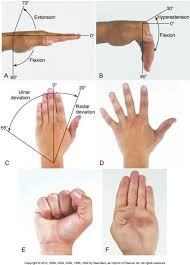 70°
Extension
0°
Flexion
90°
A
30°
Hyperextension
0°
Flexion
90°
B
0°
Ulnar
deviation
20°
Radial
deviation
55°
C
D
E
F